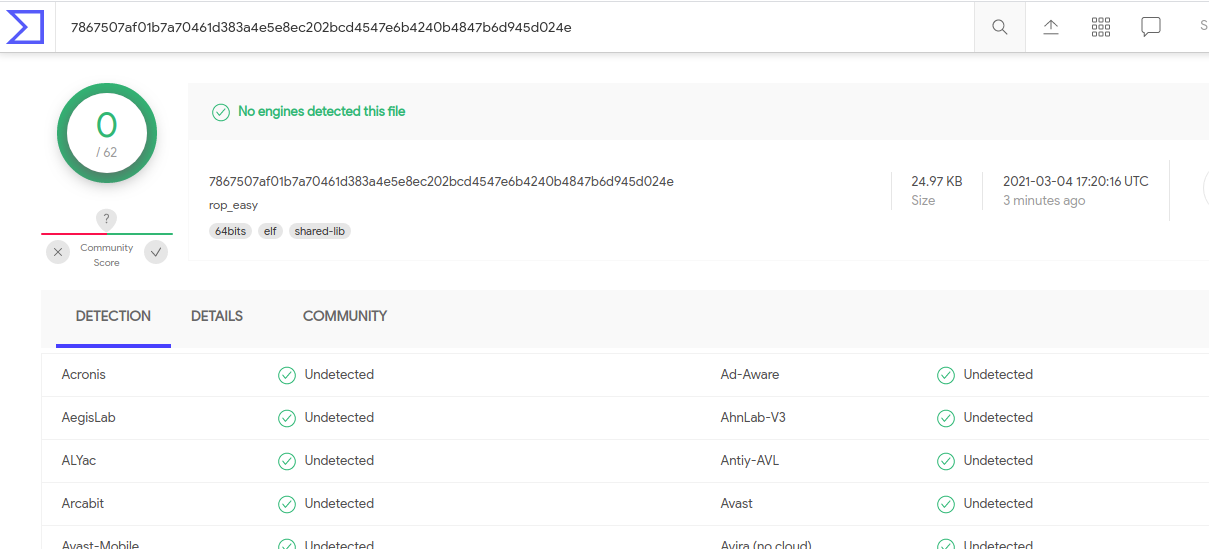 7867507af01b7a70461d383a4e5e8ec202bcd4547e6b4240b4847b6d945d024e
S
0
/ 62
?
Community
Score
No engines detected this file
7867507af01b7a70461d383a4e5e8ec202bcd4547e6b4240b4847b6d945d024e
rop_easy
64bits elf shared-lib
24.97 KB
Size
2021-03-04 17:20:16 UTC
3 minutes ago
DETECTION DETAILS COMMUNITY
Acronis Undetected Ad-Aware Undetected
AegisLab Undetected AhnLab-V3 Undetected
ALYac Undetected Antiy-AVL Undetected
Arcabit Undetected Avast Undetected
Avast-Mobile Undetected Avira (no cloud) Undetected